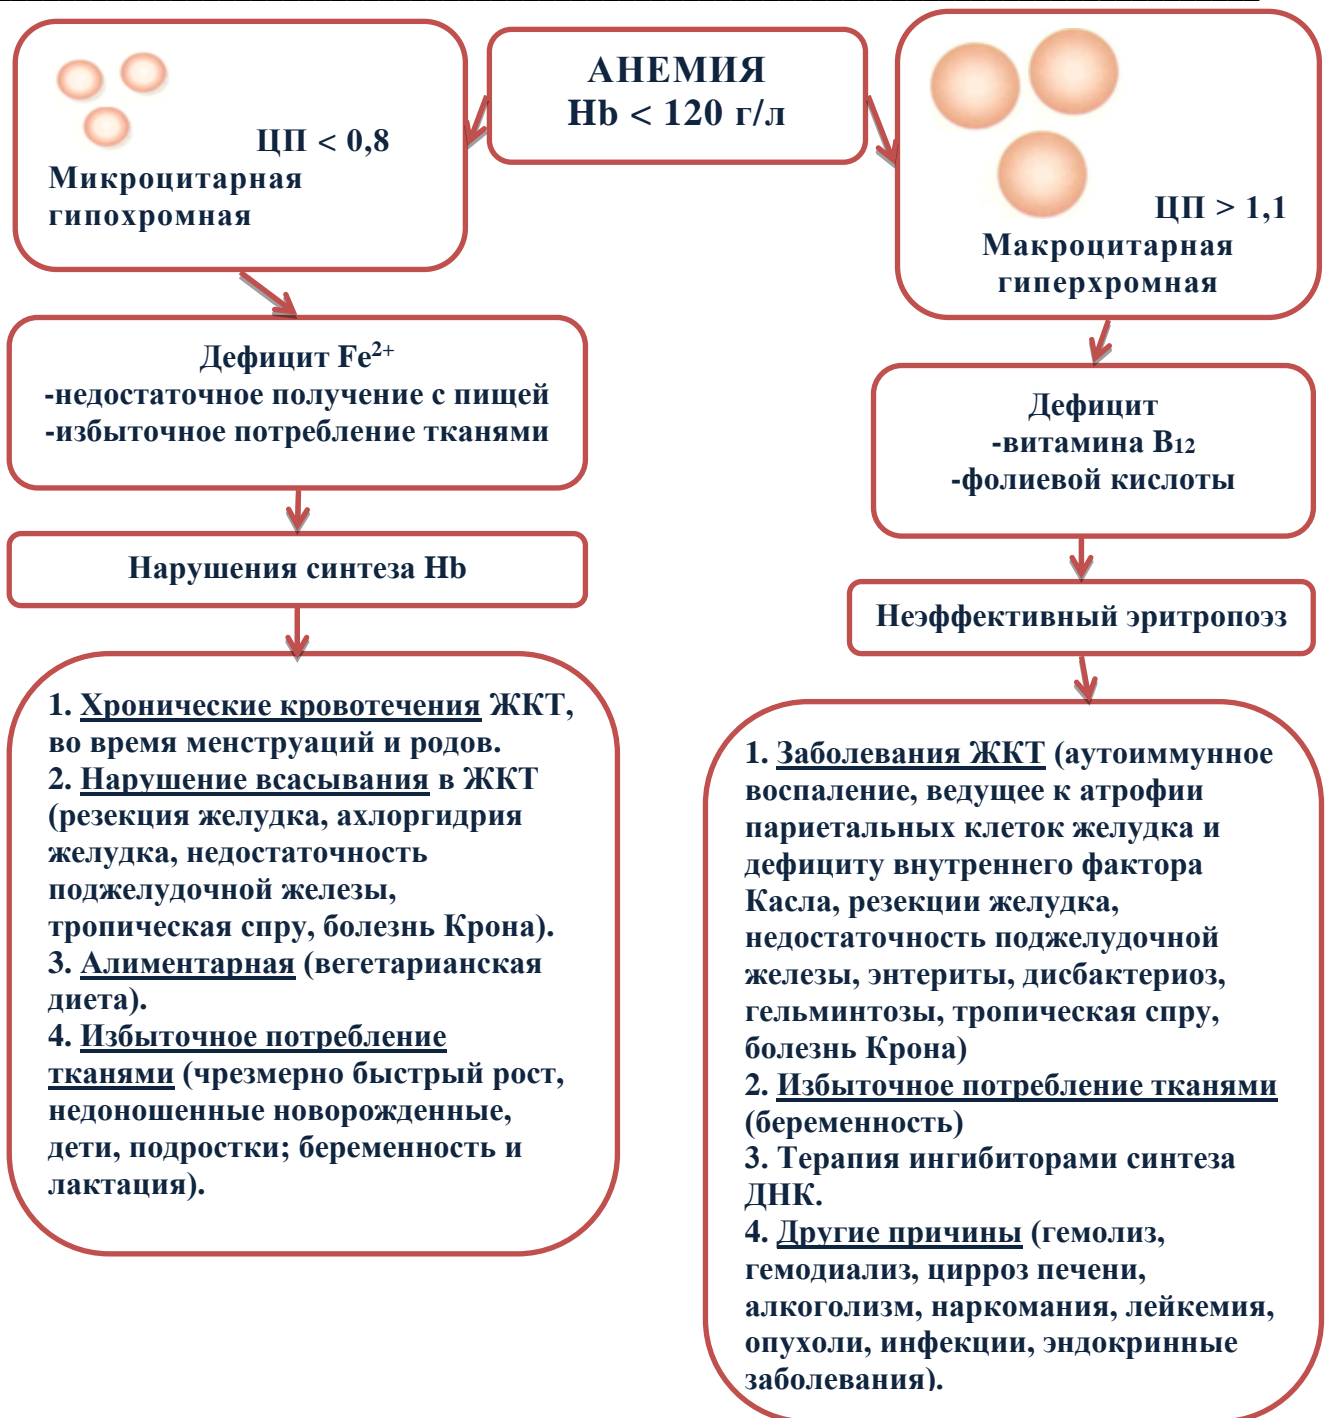 АНЕМИЯ
Hb < 120 г/л
ЦП < 0,8
Микроцитарная
гипохромная
Дефицит Fe²⁺
-недостаточное получение с пищей
-избыточное потребление тканями
Нарушения синтеза Hb
1. Хронические кровотечения ЖКТ,
во время менструаций и родов.
2. Нарушение всасывания в ЖКТ
(резекция желудка, ахлоргидрия
желудка, недостаточность
поджелудочной железы,
тропическая спру, болезнь Крона).
3. Алиментарная (вегетарианская
диета).
4. Избыточное потребление
тканями (чрезмерно быстрый рост,
недоношенные новорожденные,
дети, подростки; беременность и
лактация).
ЦП > 1,1
Макроцитарная
гиперхромная
Дефицит
-витамина В₁₂
-фолиевой кислоты
Неэффективный эритропоэз
1. Заболевания ЖКТ (аутоиммунное
воспаление, ведущее к атрофии
париетальных клеток желудка и
дефициту внутреннего фактора
Касла, резекции желудка,
недостаточность поджелудочной
железы, энтериты, дисбактериоз,
гельминтозы, тропическая спру,
болезнь Крона)
2. Избыточное потребление тканями
(беременность)
3. Терапия ингибиторами синтеза
ДНК.
4. Другие причины (гемолиз,
гемодиализ, цирроз печени,
алкоголизм, наркомания, лейкемия,
опухоли, инфекции, эндокринные
заболевания).